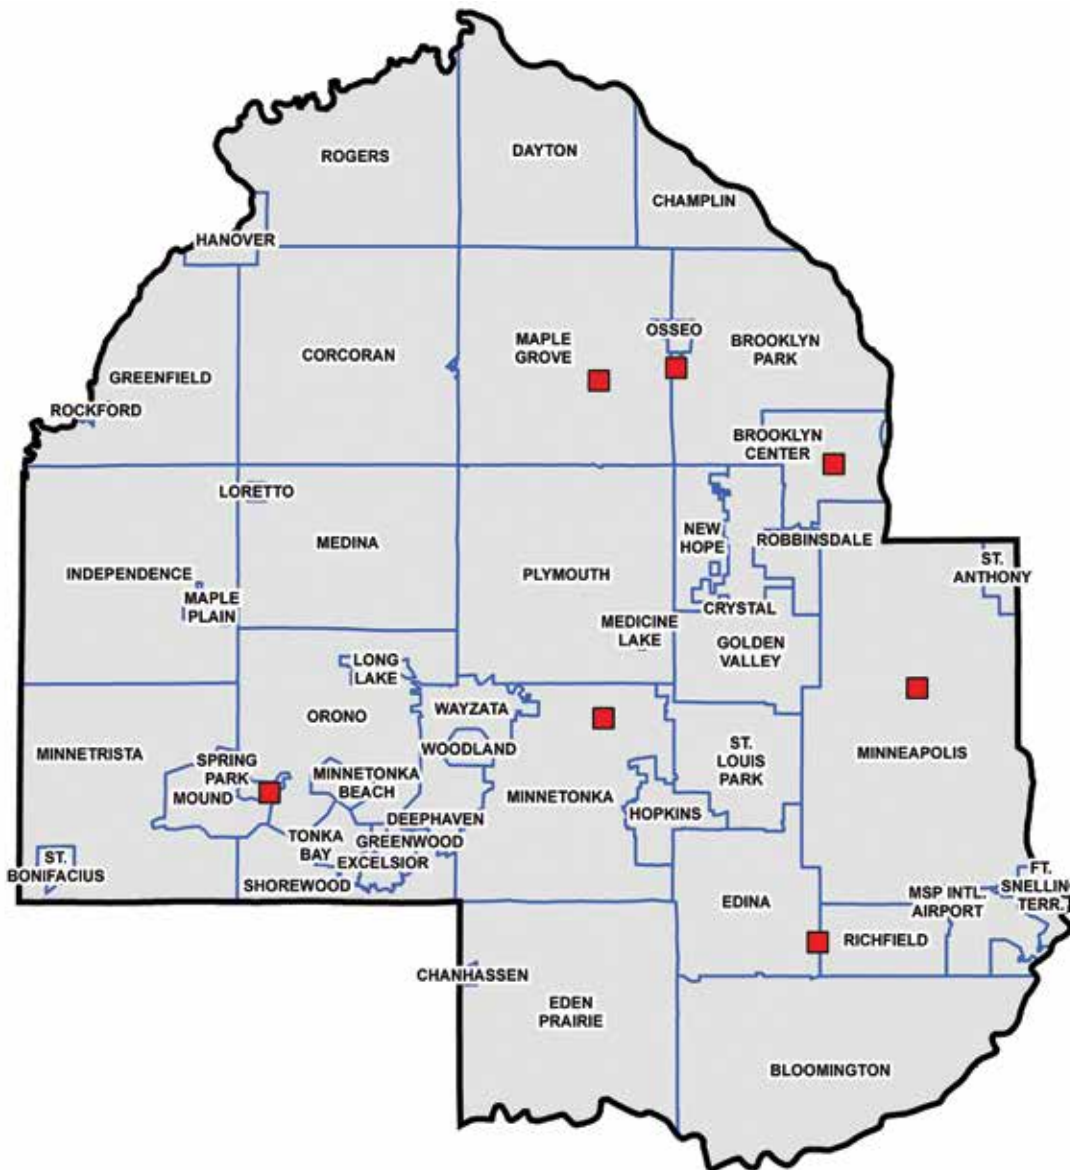 ROGERS
DAYTON
CHAMPLIN
HANOVER
CORCORAN
MAPLE
GROVE
OSSEO
BROOKLYN
PARK
GREENFIELD
ROCKFORD
BROOKLYN
CENTER
LORETTO
MEDINA
NEW
HOPE
ROBBINSDALE
INDEPENDENCE
MAPLE
PLAIN
PLYMOUTH
ST.
ANTHONY
CRYSTAL
MEDICINE
LAKE
GOLDEN
VALLEY
LONG
LAKE
ORONO
WAYZATA
WOODLAND
MINNETRISTA
SPRING
PARK
MOUND
MINNETONKA
BEACH
MINNETONKA
ST.
LOUIS
PARK
MINNEAPOLIS
HOPKINS
DEEPHAVEN
TONKA
BAY
GREENWOOD
EXCELSIOR
SHOREWOOD
ST.
BONIFACIUS
EDINA
MSP INTL.
AIRPORT
FT.
SNELLING
TERR.
RICHFIELD
CHANHASSEN
EDEN
PRAIRIE
BLOOMINGTON